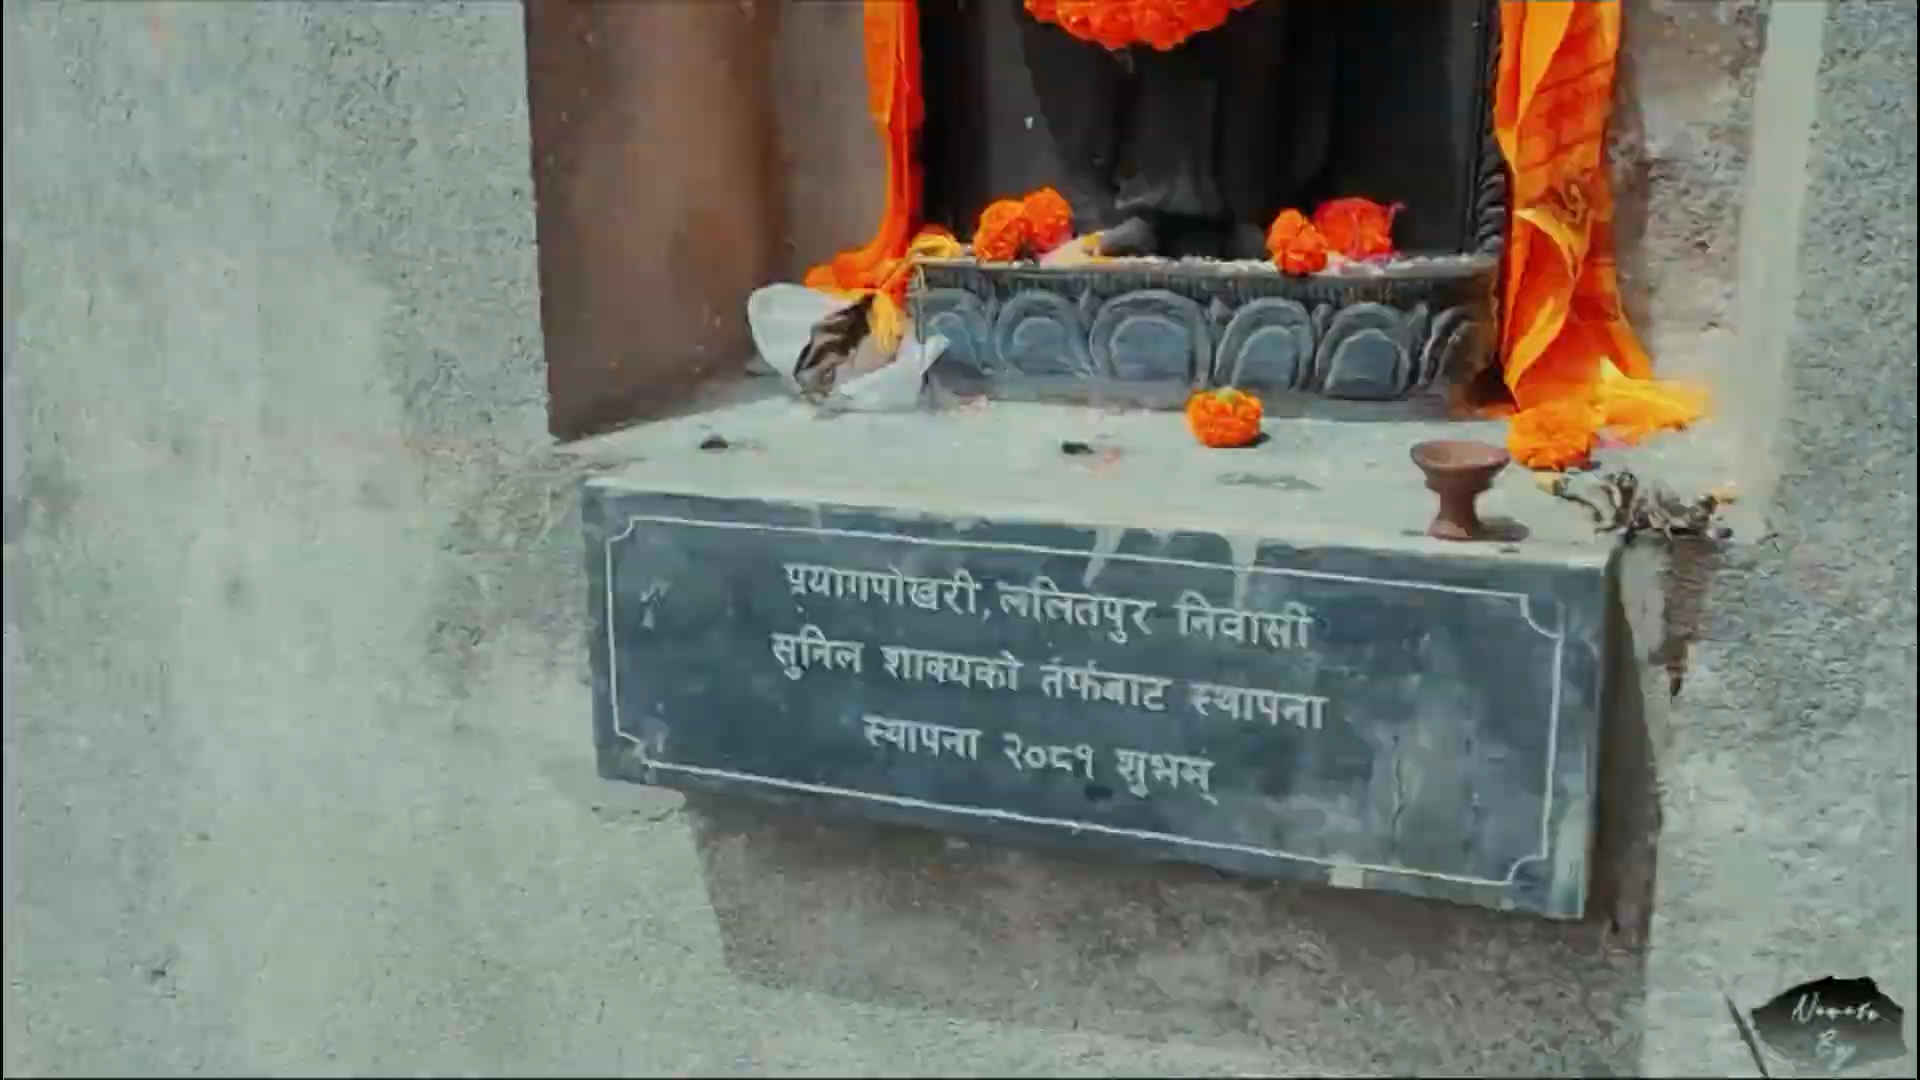 प्रयागपोखरी, ललितपुर निवासी
सुनिल शाक्यको तर्फबाट स्थापना
स्थापना २०८१ शुभम्